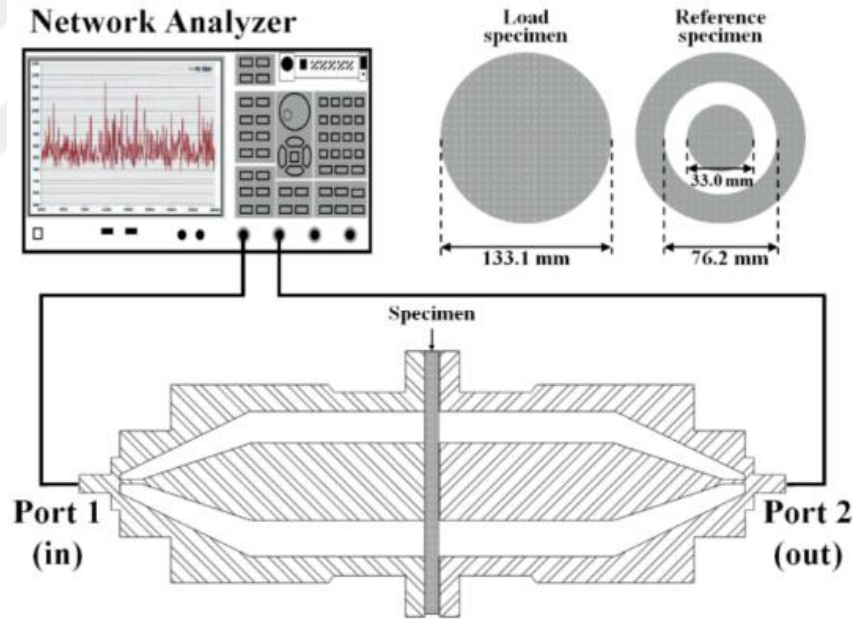 Network Analyzer
Load
specimen
Reference
specimen
33.0 mm
133.1 mm
76.2 mm
Specimen
Port 1
(in)
Port 2
(out)